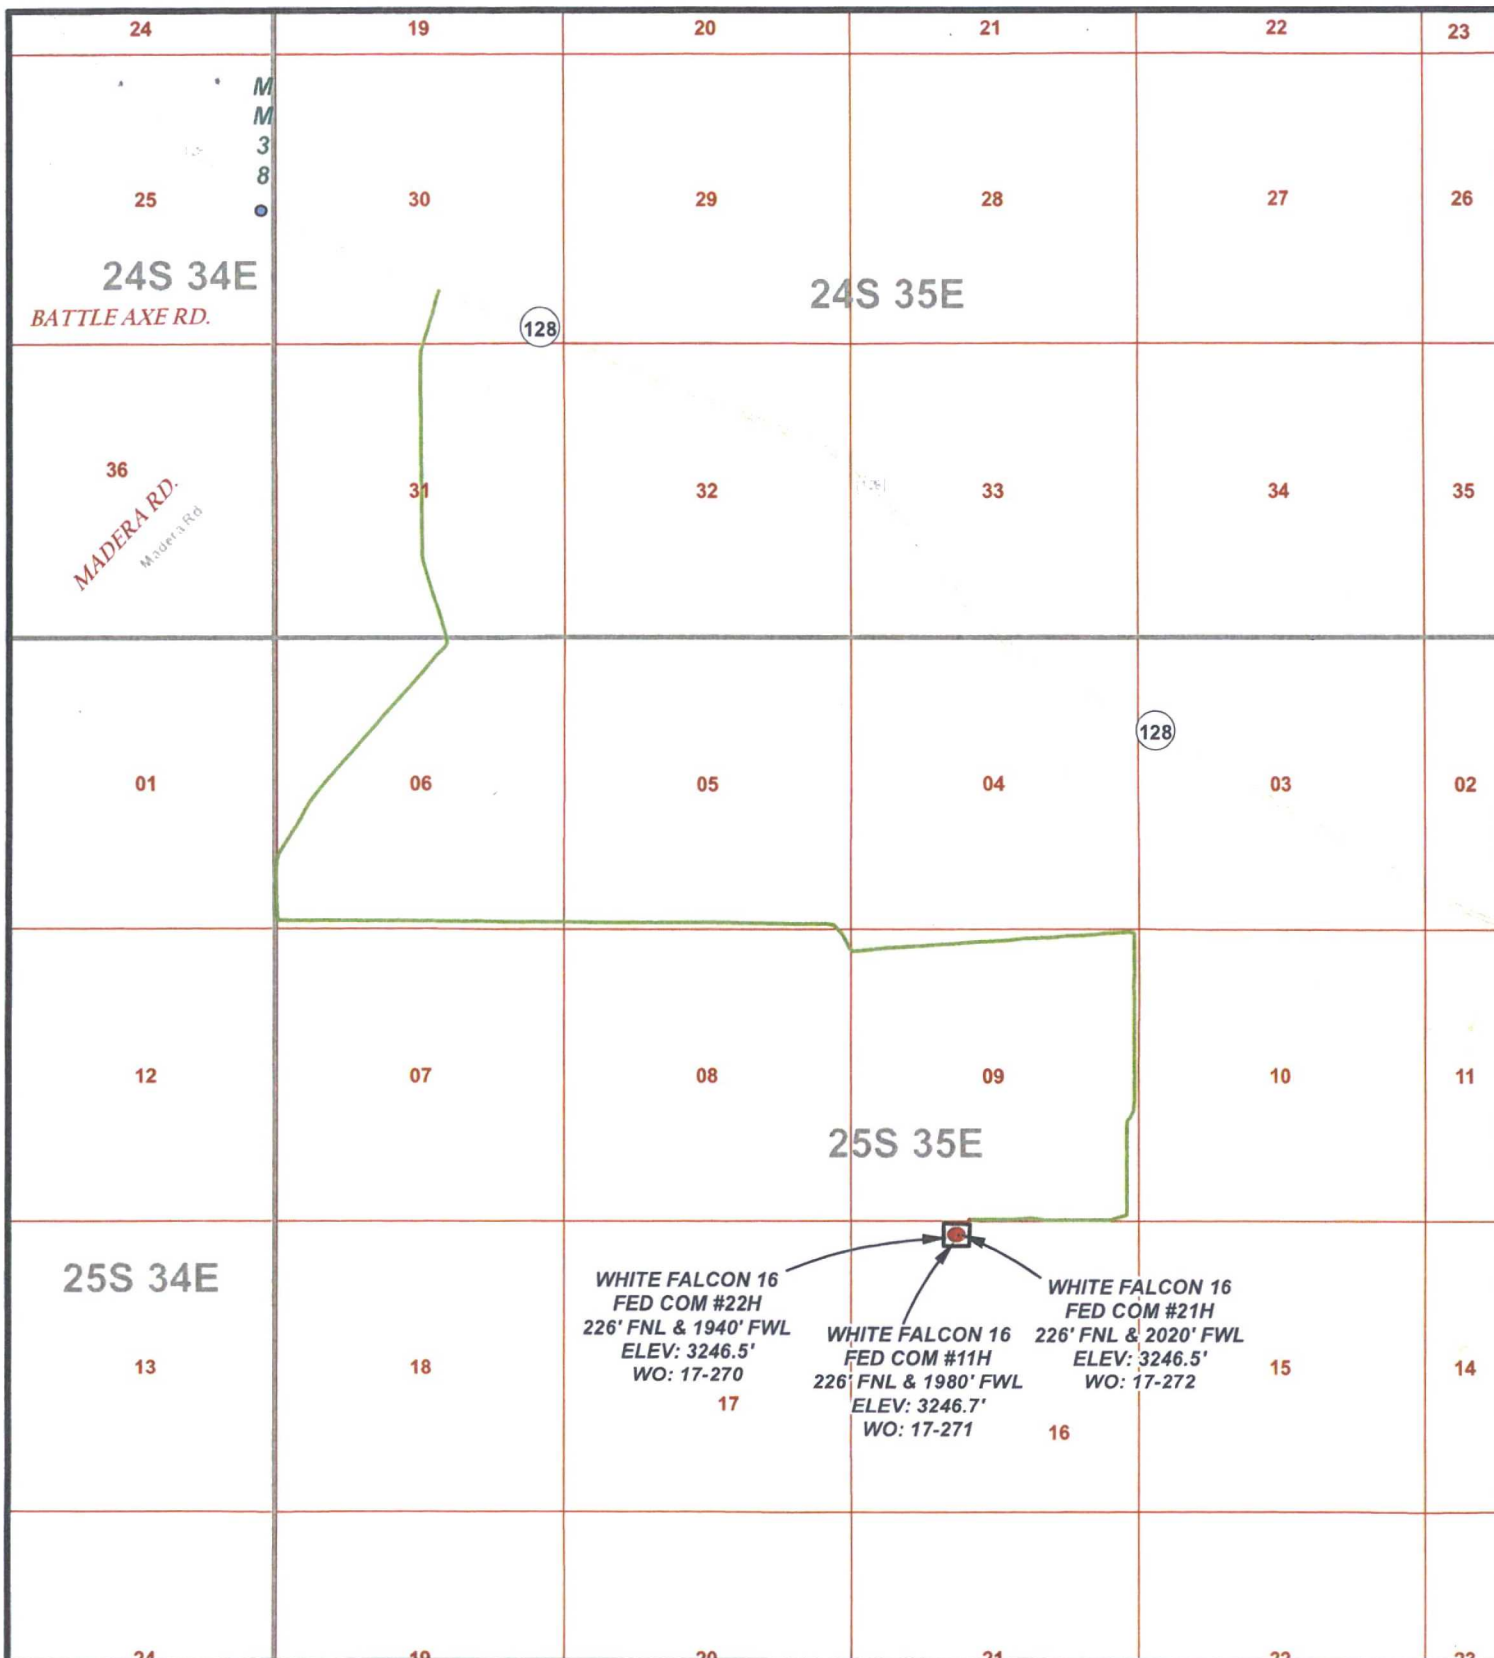 24
19
20
21
22
23
M
M
3
8
25
30
29
28
27
26
24S 34E
24S 35E
BATTLE AXE RD.
128
36
31
32
33
34
35
MADERA RD.
Madera Rd
128
01
06
05
04
03
02
12
07
08
09
10
11
25S 35E
25S 34E
WHITE FALCON 16
FED COM #22H
226' FNL & 1940' FWL
ELEV: 3246.5'
WO: 17-270
WHITE FALCON 16
FED COM #11H
226' FNL & 1980' FWL
ELEV: 3246.7'
WO: 17-271
WHITE FALCON 16
FED COM #21H
226' FNL & 2020' FWL
ELEV: 3246.5'
WO: 17-272
13
18
17
16
15
14